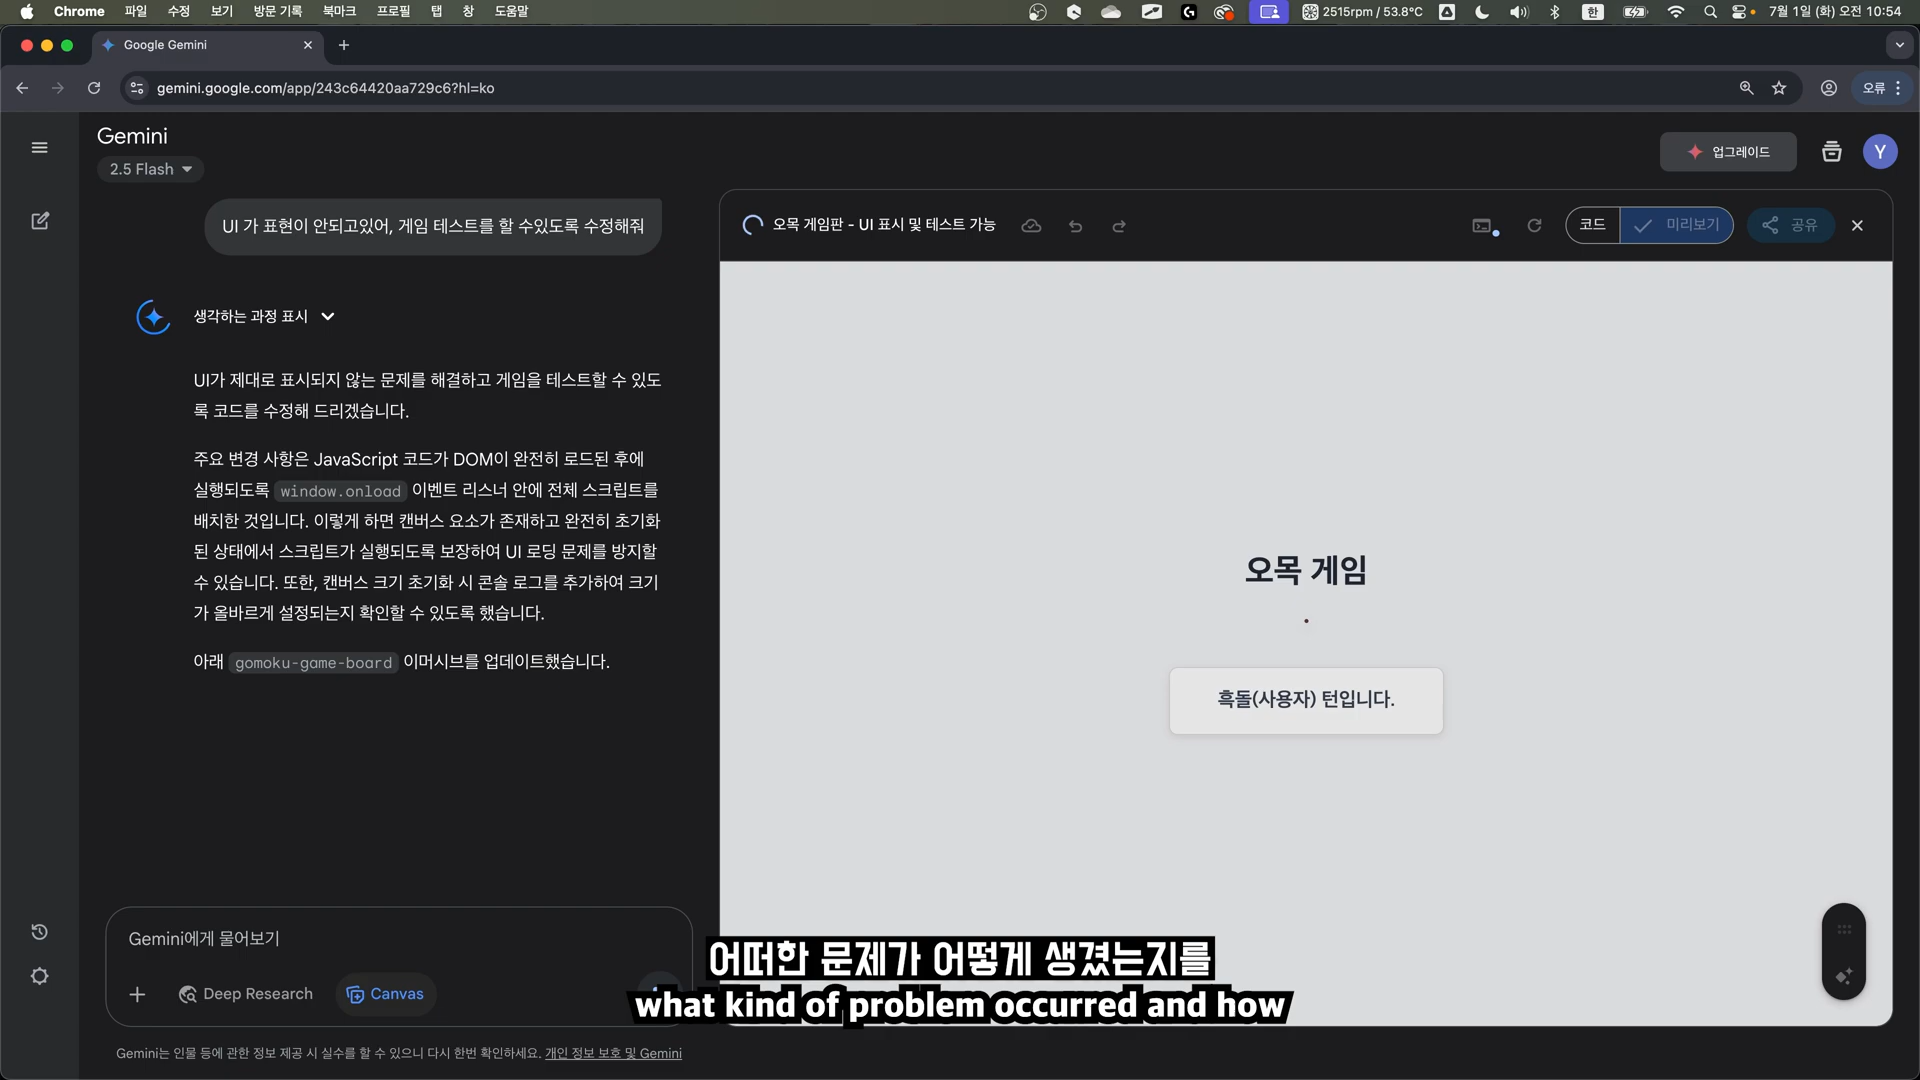 Chrome 파일 수정 보기 방문 기록 북마크 프로필 탭 창 도움말 2515rpm / 53.8°C 한 7월 1일 (화) 오전 10:54
Google Gemini
gemini.google.com/app/243c64420aa729c6?hl=ko 오류
Gemini
2.5 Flash
업그레이드
Y
UI 가 표현이 안되고있어, 게임 테스트를 할 수있도록 수정해줘
생각하는 과정 표시
UI가 제대로 표시되지 않는 문제를 해결하고 게임을 테스트할 수 있도
록 코드를 수정해 드리겠습니다.
주요 변경 사항은 JavaScript 코드가 DOM이 완전히 로드된 후에
실행되도록 window.onload 이벤트 리스너 안에 전체 스크립트를
배치한 것입니다. 이렇게 하면 캔버스 요소가 존재하고 완전히 초기화
된 상태에서 스크립트가 실행되도록 보장하여 UI 로딩 문제를 방지할
수 있습니다. 또한, 캔버스 크기 초기화 시 콘솔 로그를 추가하여 크기
가 올바르게 설정되는지 확인할 수 있도록 했습니다.
아래 gomoku-game-board 이머시브를 업데이트했습니다.
Gemini에게 물어보기
Deep Research Canvas
Gemini는 인물 등에 관한 정보 제공 시 실수를 할 수 있으니 다시 한번 확인하세요. 개인 정보 보호 및 Gemini
오목 게임판 - UI 표시 및 테스트 가능
코드 미리보기 공유
오목 게임
흑돌(사용자) 턴입니다.
어떠한 문제가 어떻게 생겼는지를
what kind of problem occurred and how